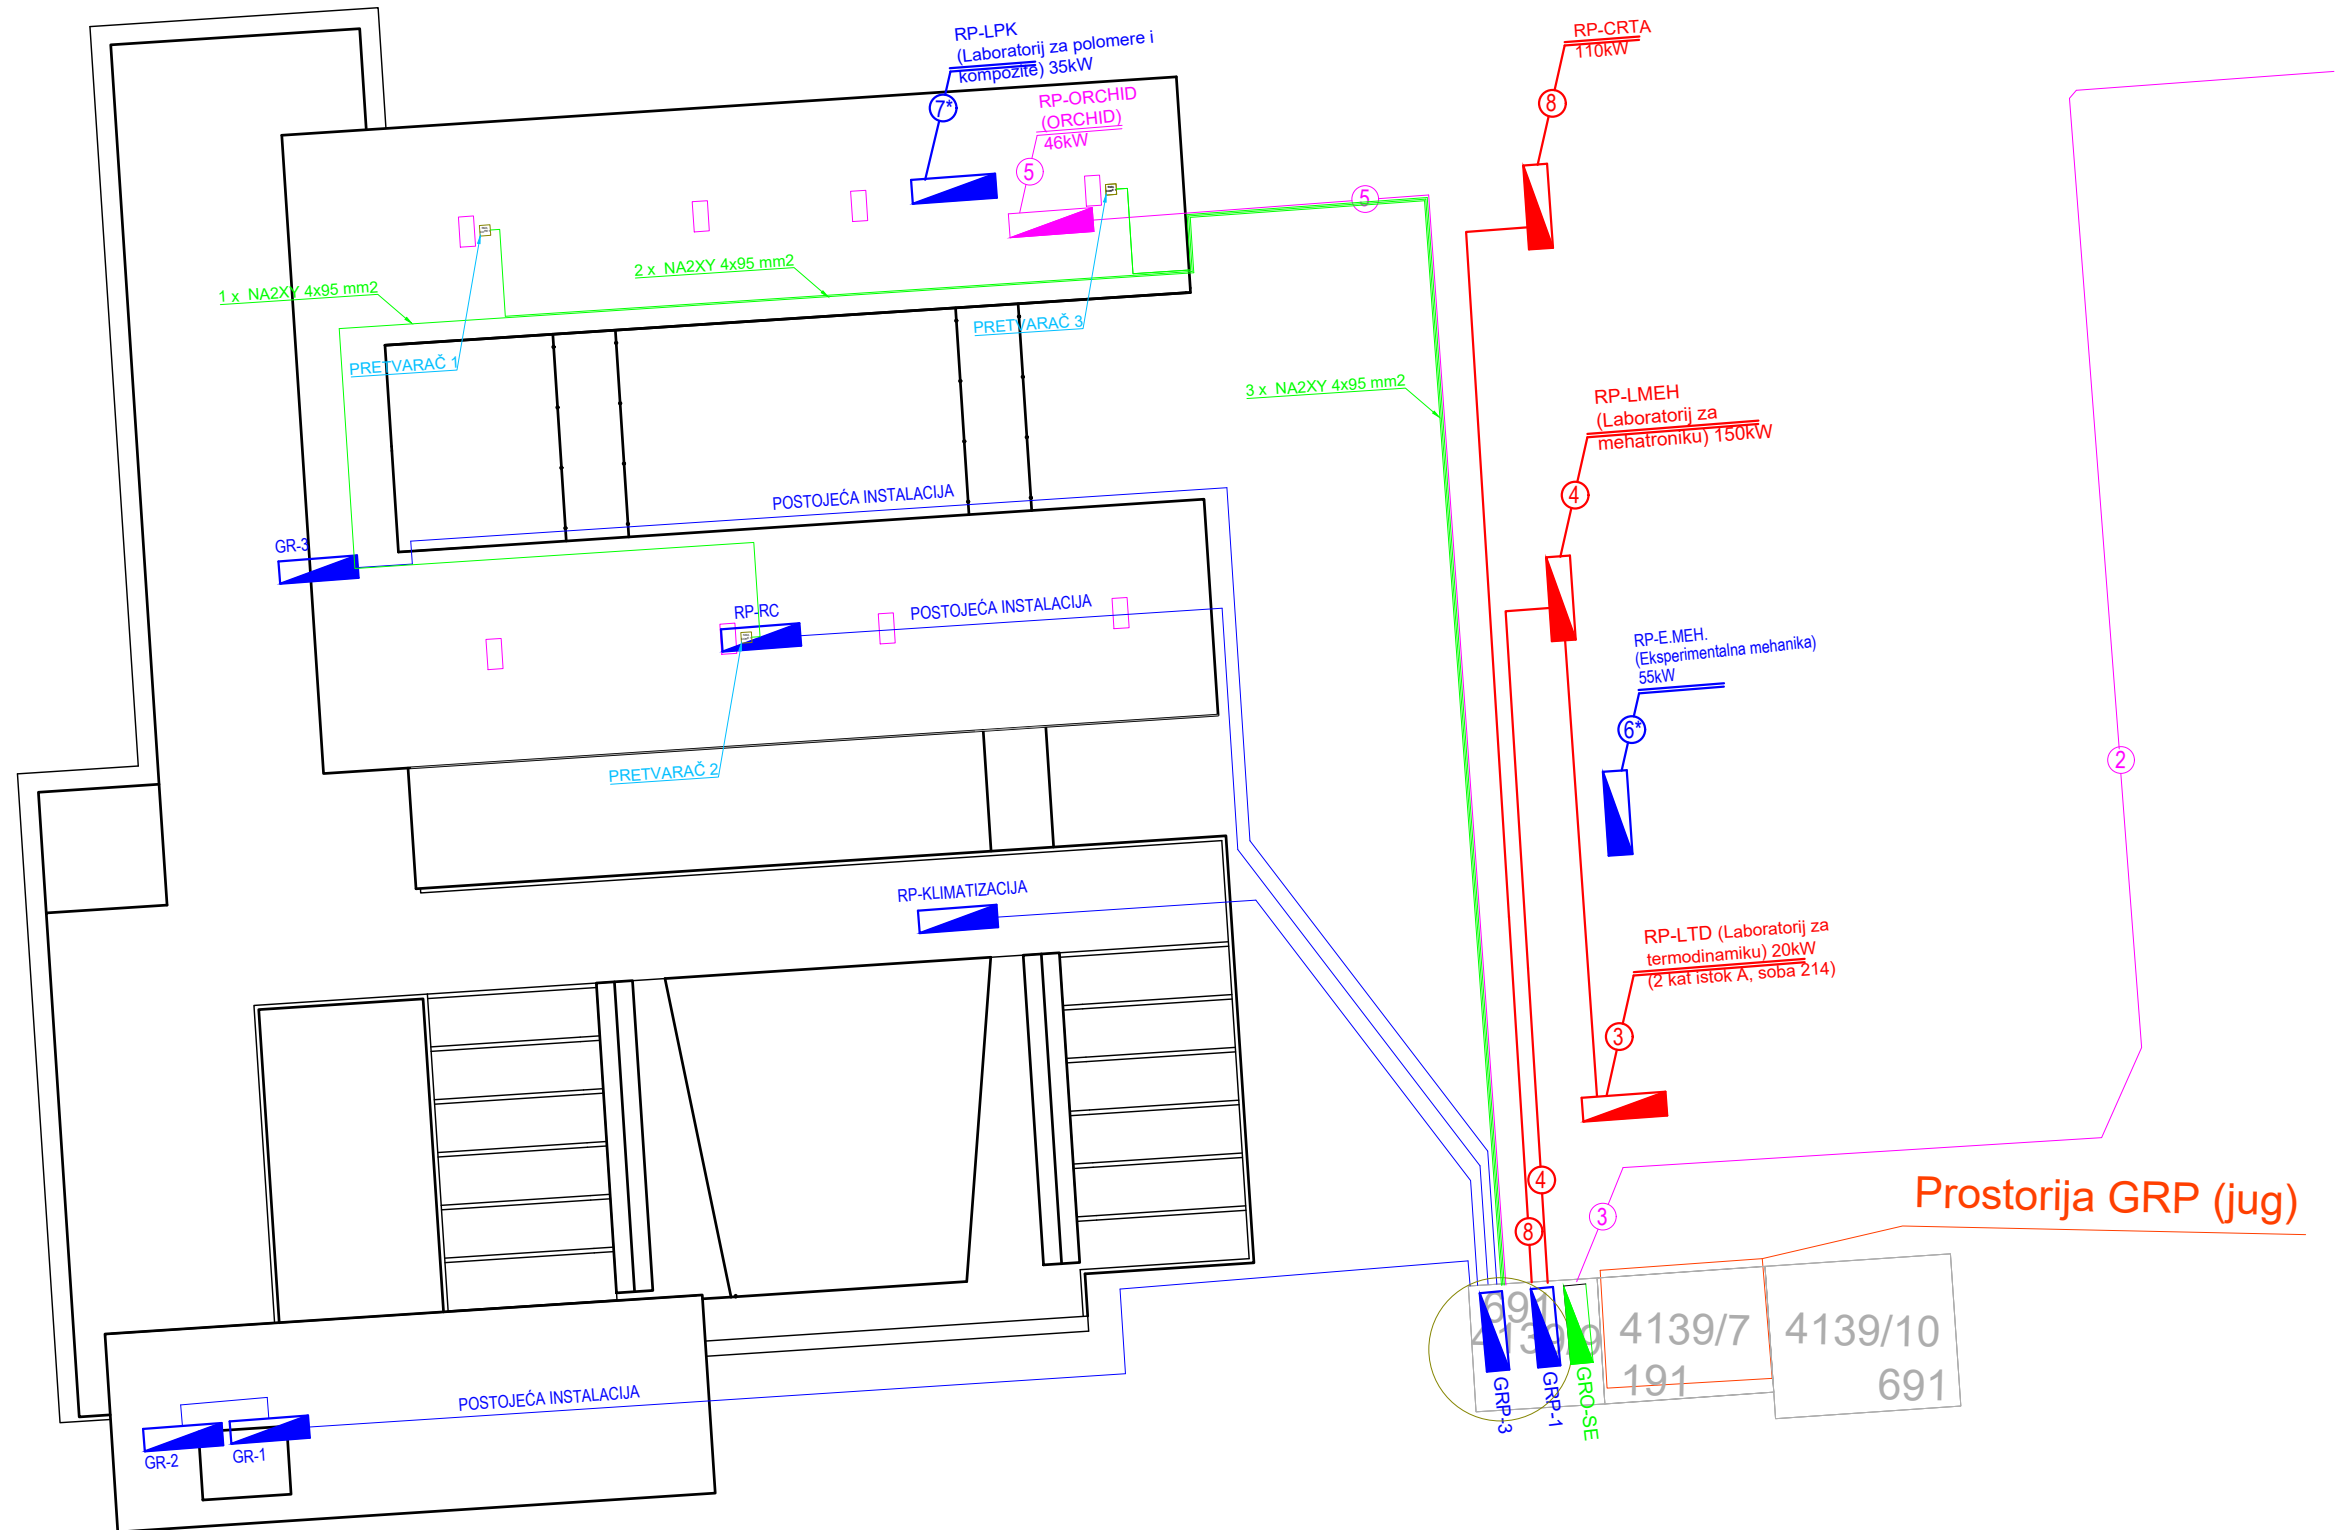 RP-LPK
(Laboratorij za polomere i
kompozite) 35kW
7*
RP-ORCHID
(ORCHID)
46kW
5
5
RP-CRTA
110kW
8
1 x  NA2XY 4x95 mm2
2 x  NA2XY 4x95 mm2
PRETVARAČ 1
PRETVARAČ 3
3 x  NA2XY 4x95 mm2
RP-LMEH
(Laboratorij za
mehatroniku) 150kW
4
POSTOJEĆA INSTALACIJA
GR-3
RP-RC
POSTOJEĆA INSTALACIJA
RP-E.MEH.
(Eksperimentalna mehanika)
55kW
6*
2
PRETVARAČ 2
RP-KLIMATIZACIJA
RP-LTD (Laboratorij za
termodinamiku) 20kW
(2 kat istok A, soba 214)
3
4
8
3
Prostorija GRP (jug)
691
4139/9
4139/7
191
4139/10
691
GRP-3
GRP-1
GRO-SE
POSTOJEĆA INSTALACIJA
GR-2
GR-1